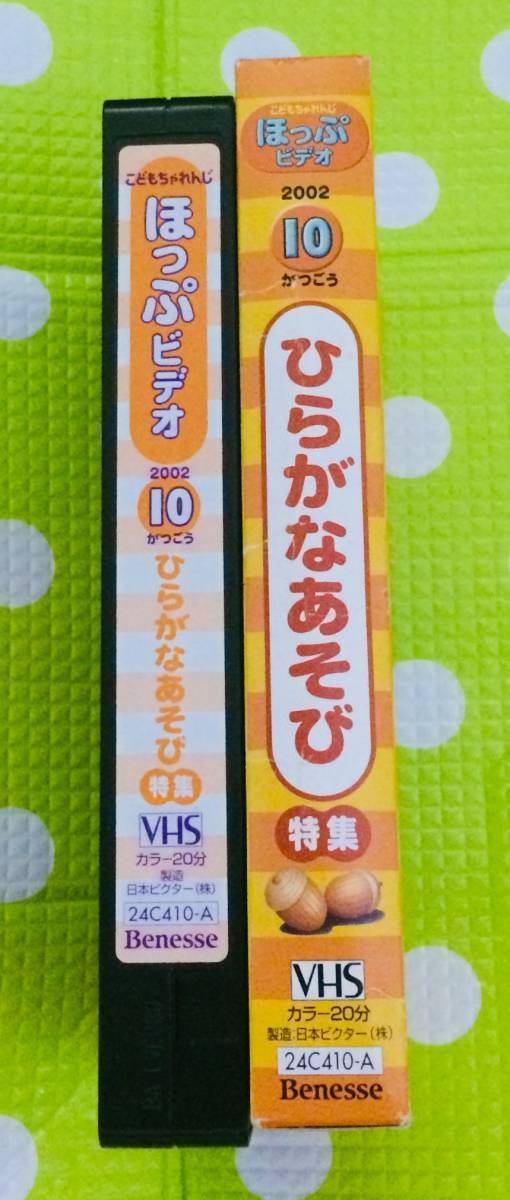 こどもちゃれんじ
ほっぷビデオ
2002
10
がつごう
ひらがなあそび
特集
VHS
カラー20分
製造
日本ビクター(株)
24C410-A
Benesse
こどもちゃれんじ
ほっぷ
ビデオ
2002
10
がつごう
ひらがなあそび
特集
VHS
カラー20分
製造:日本ビクター(株)
24C410-A
Benesse